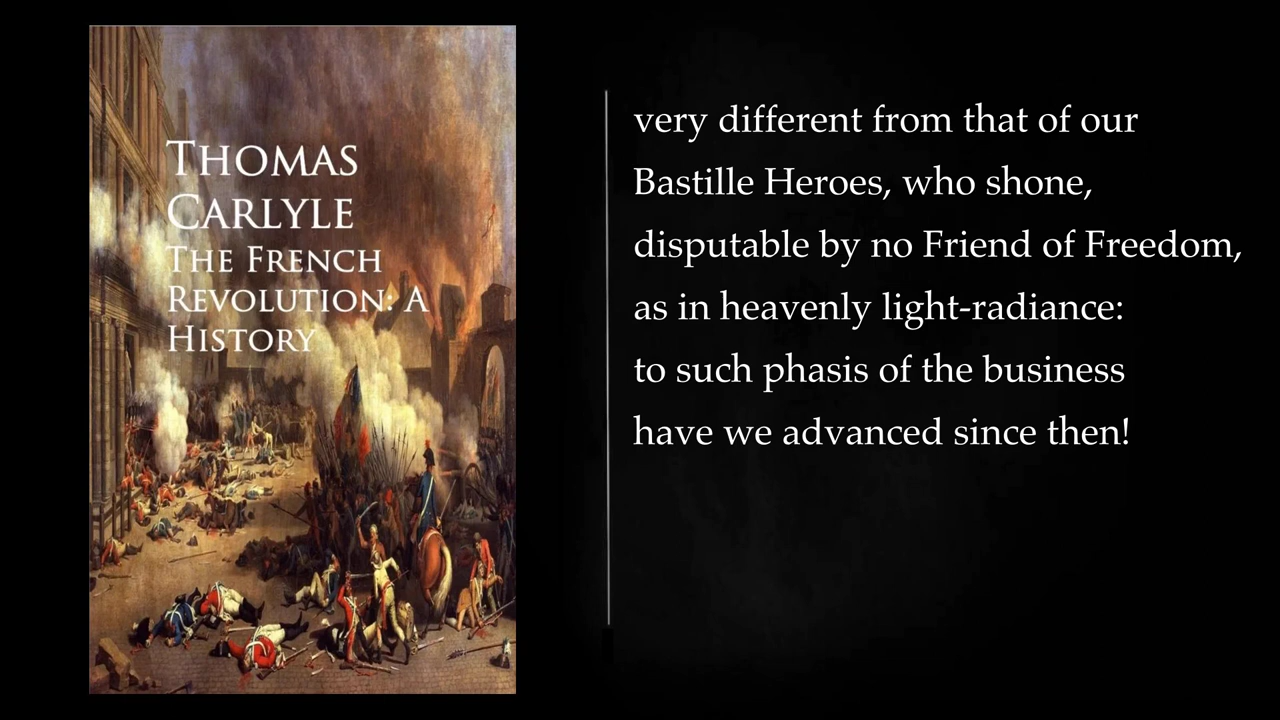 THOMAS
CARLYLE
THE FRENCH
REVOLUTION: A
HISTORY
very different from that of our
Bastille Heroes, who shone,
disputable by no Friend of Freedom,
as in heavenly light-radiance:
to such phasis of the business
have we advanced since then!